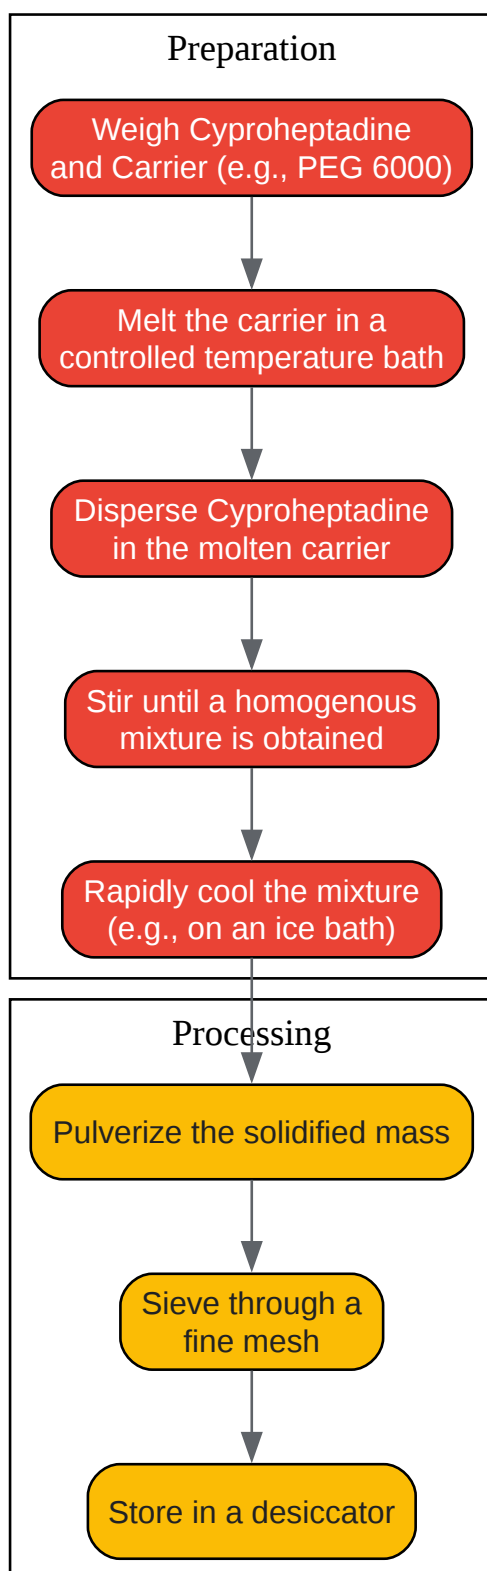 Preparation
Weigh Cyproheptadine
and Carrier (e.g., PEG 6000)
Melt the carrier in a
controlled temperature bath
Disperse Cyproheptadine
in the molten carrier
Stir until a homogenous
mixture is obtained
Rapidly cool the mixture
(e.g., on an ice bath)
Processing
Pulverize the solidified mass
Sieve through a
fine mesh
Store in a desiccator